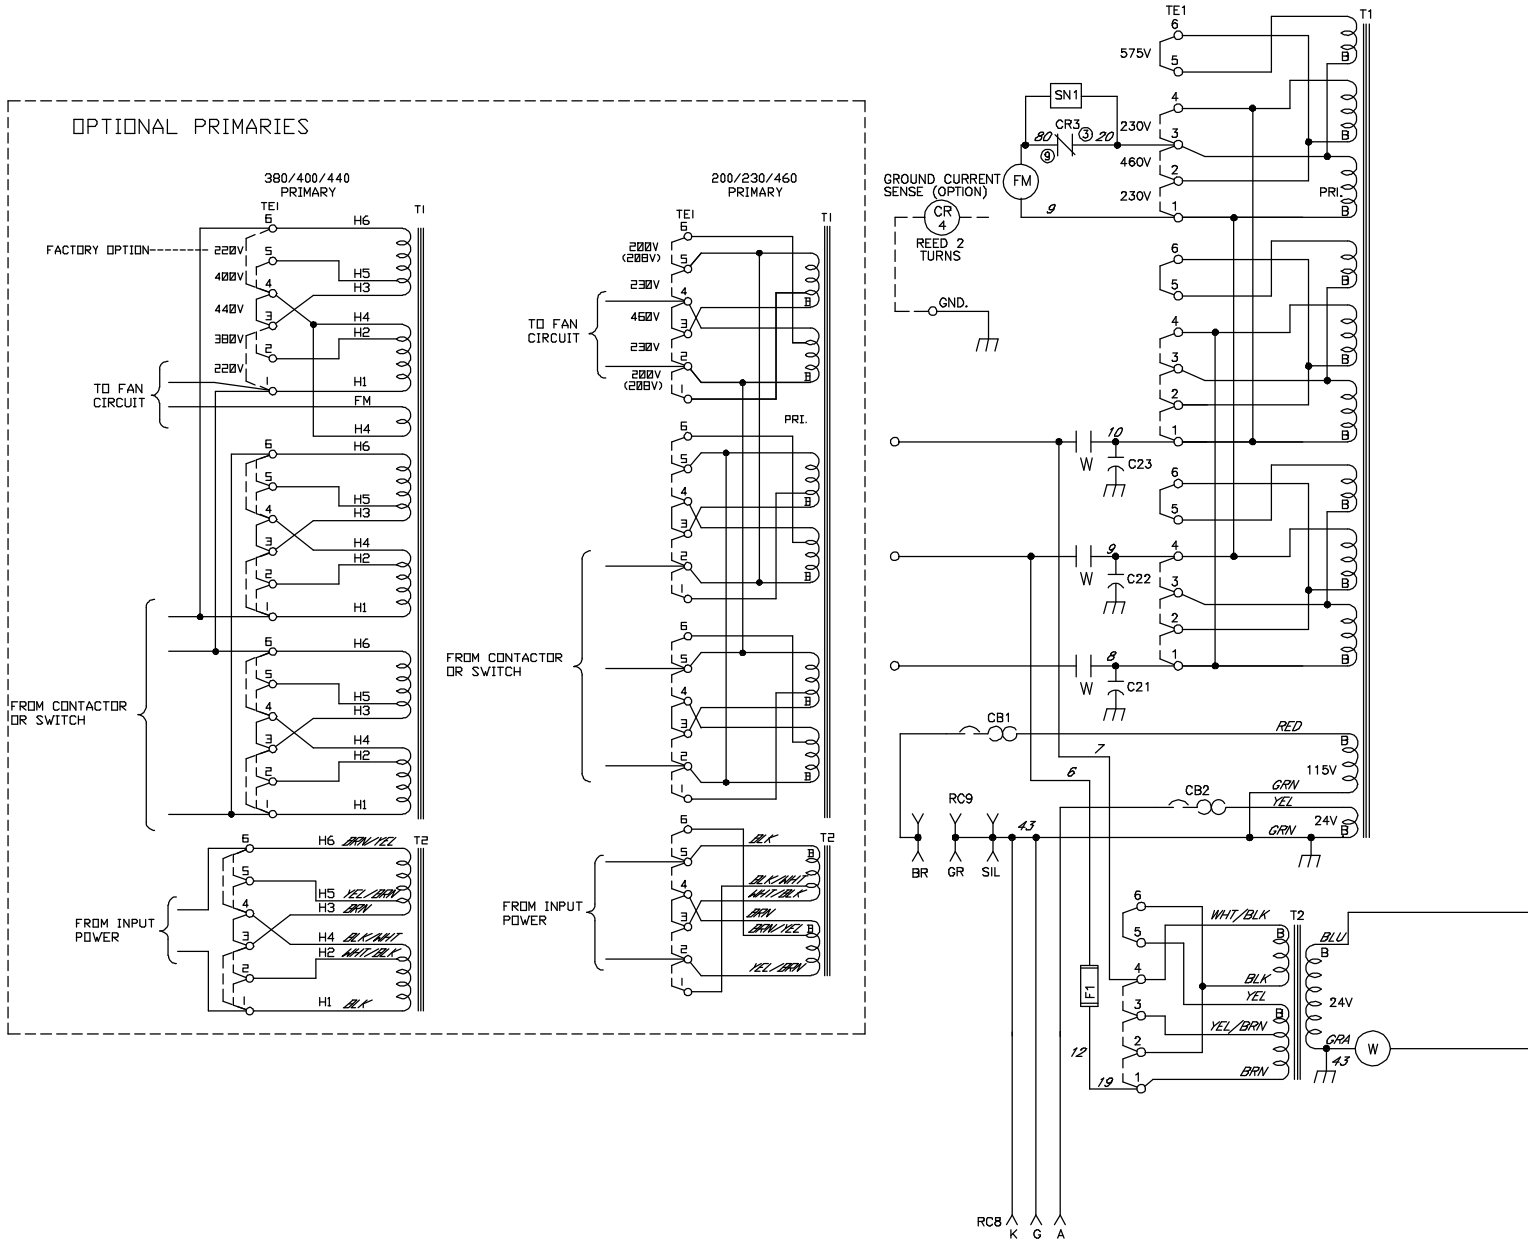 OPTIONAL PRIMARIES
380/400/440
PRIMARY
TE1
T1
6
H6
FACTORY OPTION
220V
5
400V
H5
4
H3
440V
3
H4
380V
2
H2
220V
1
H1
TO FAN
CIRCUIT
FM
H4
6
H6
5
H5
4
H3
3
H4
2
H2
1
H1
6
H6
5
H5
4
H3
3
H4
2
H2
1
H1
FROM CONTACTOR
OR SWITCH
6
H6 BRN/YEL
T2
5
H5 YEL/BRN
4
H3 BRN
FROM INPUT
POWER
3
H4 BLK/WHT
2
H2 WHT/BLK
1
H1 BLK
200/230/460
PRIMARY
TE1
T1
6
200V
(208V)
5
230V
4
B
460V
3
TO FAN
CIRCUIT
230V
2
200V
(208V)
B
1
PRI.
6
5
4
B
3
2
B
1
FROM CONTACTOR
OR SWITCH
6
5
4
B
3
2
B
1
6
T2
BLK
B
5
BLK/WHT
4
WHT/BLK
FROM INPUT
POWER
3
BRN
BRN/YEL
B
2
YEL/BRN
1
TE1
T1
6
575V
B
5
SN1
4
CR3
3
80
20
9
230V
B
3
460V
FM
2
PRI.
230V
9
1
B
GROUND CURRENT
SENSE (OPTION)
CR
4
REED 2
TURNS
GND.
6
B
5
4
B
3
2
10
1
B
W
C23
6
B
5
9
4
W
C22
B
3
2
8
1
B
W
C21
CB1
RED
B
115V
7
6
GRN
CB2
YEL
24V
RC9
43
GRN
B
BR
GR
SIL
6
WHT/BLK
T2
BLU
5
B
B
4
BLK
F1
YEL
24V
3
B
YEL/BRN
12
2
GRA
W
43
19
1
BRN
RC8
K
G
A